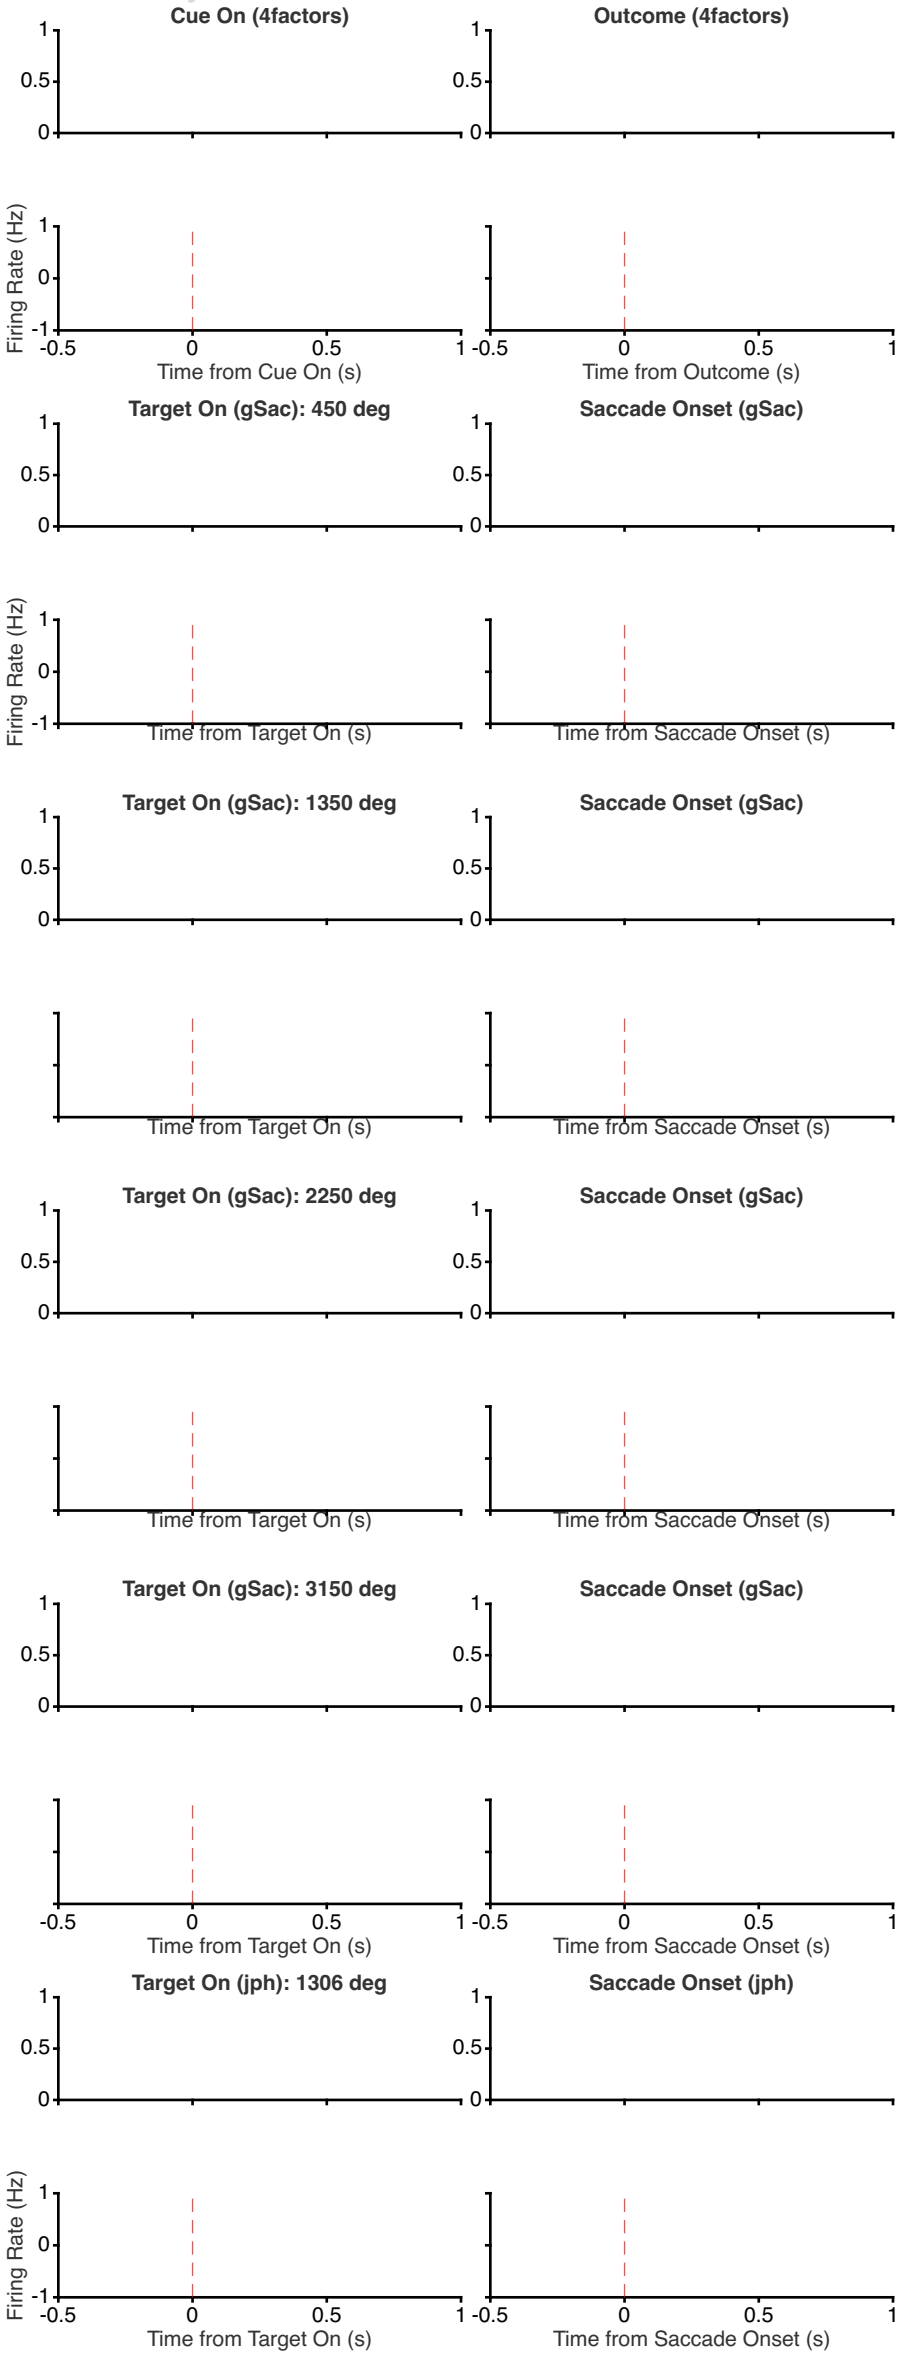 Cue On (4factors) Outcome (4factors)
1 1
0.5 0.5
0 0
Firing Rate (Hz)
1
0
-1
-0.5 0 0.5 1 -0.5 0 0.5 1
Time from Cue On (s) Time from Outcome (s)
Target On (gSac): 450 deg Saccade Onset (gSac)
1 1
0.5 0.5
0 0
Firing Rate (Hz)
1
0
-1
Time from Target On (s) Time from Saccade Onset (s)
Target On (gSac): 1350 deg Saccade Onset (gSac)
1 1
0.5 0.5
0 0
Time from Target On (s) Time from Saccade Onset (s)
Target On (gSac): 2250 deg Saccade Onset (gSac)
1 1
0.5 0.5
0 0
Time from Target On (s) Time from Saccade Onset (s)
Target On (gSac): 3150 deg Saccade Onset (gSac)
1 1
0.5 0.5
0 0
-0.5 0 0.5 1 -0.5 0 0.5 1
Time from Target On (s) Time from Saccade Onset (s)
Target On (jph): 1306 deg Saccade Onset (jph)
1 1
0.5 0.5
0 0
Firing Rate (Hz)
1
0
-1
-0.5 0 0.5 1 -0.5 0 0.5 1
Time from Target On (s) Time from Saccade Onset (s)